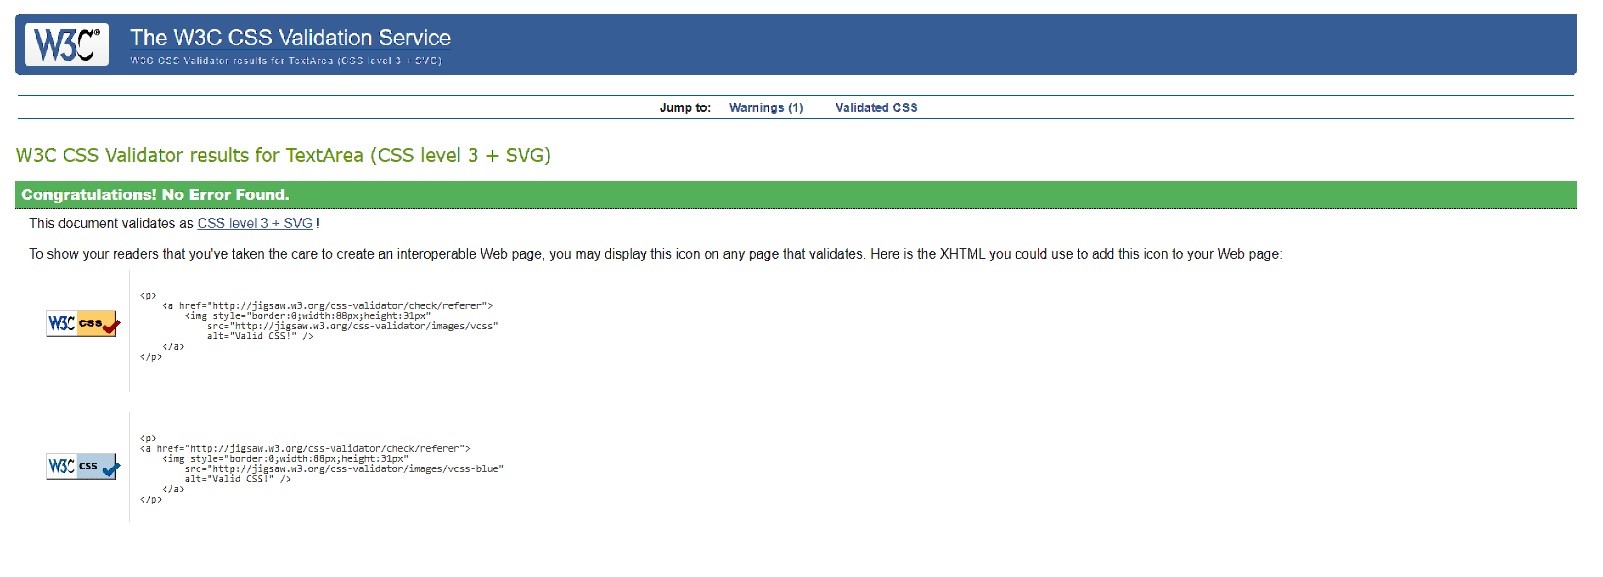 W3C®
The W3C CSS Validation Service
W3C CSS Validator results for TextArea (CSS level 3 + SVG)
Jump to: Warnings (1) Validated CSS
W3C CSS Validator results for TextArea (CSS level 3 + SVG)
Congratulations! No Error Found.
This document validates as CSS level 3 + SVG !
To show your readers that you've taken the care to create an interoperable Web page, you may display this icon on any page that validates. Here is the XHTML you could use to add this icon to your Web page:
W3C css
<p>
<a href="http://jigsaw.w3.org/css-validator/check/referer">
<img style="border:0;width:88px;height:31px"
src="http://jigsaw.w3.org/css-validator/images/vcss"
alt="Valid CSS!" />
</a>
</p>
W3C css
<p>
<a href="http://jigsaw.w3.org/css-validator/check/referer">
<img style="border:0;width:88px;height:31px"
src="http://jigsaw.w3.org/css-validator/images/vcss-blue"
alt="Valid CSS!" />
</a>
</p>